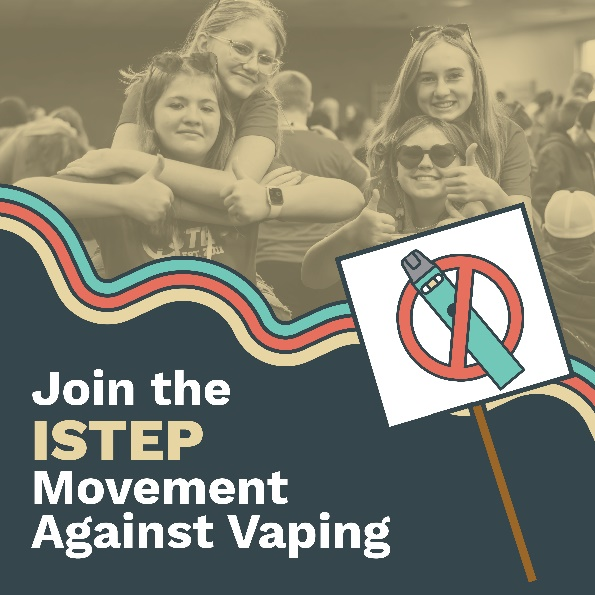 Join the
ISTEP
Movement
Against Vaping